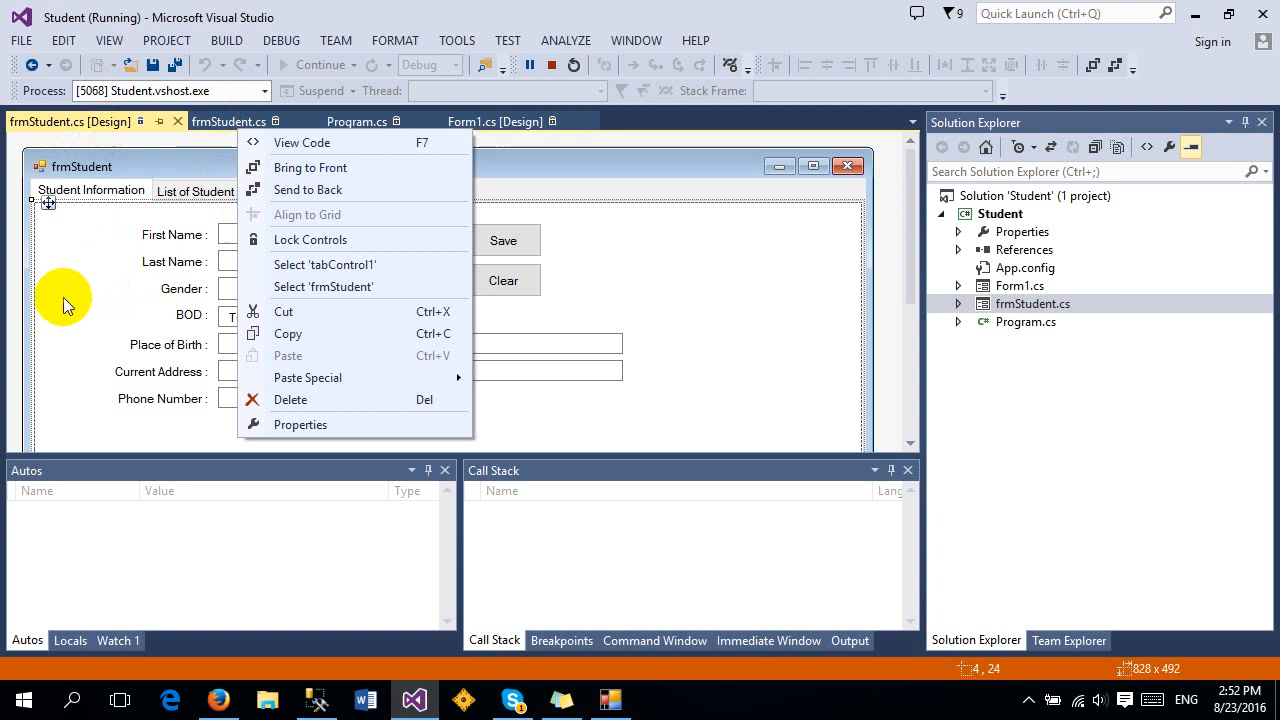 Student (Running) - Microsoft Visual Studio
9
Quick Launch (Ctrl+Q)
FILE EDIT VIEW PROJECT BUILD DEBUG TEAM FORMAT TOOLS TEST ANALYZE WINDOW HELP
Sign in
Continue Debug
Process: [5068] Student.vshost.exe Suspend Thread: Stack Frame:
frmStudent.cs [Design] frmStudent.cs Program.cs Form1.cs [Design]
frmStudent
Student Information List of Student
First Name :
Last Name :
Gender :
BOD :
Place of Birth :
Current Address :
Phone Number :
Save
Clear
View Code F7
Bring to Front
Send to Back
Align to Grid
Lock Controls
Select 'tabControl1'
Select 'frmStudent'
Cut Ctrl+X
Copy Ctrl+C
Paste Ctrl+V
Paste Special
Delete Del
Properties
Solution Explorer
Search Solution Explorer (Ctrl+;)
Solution 'Student' (1 project)
Student
Properties
References
App.config
Form1.cs
frmStudent.cs
Program.cs
Autos
Name Value Type
Call Stack
Name Lang
Autos Locals Watch 1
Call Stack Breakpoints Command Window Immediate Window Output
Solution Explorer Team Explorer
4 , 24 828 x 492
ENG
2:52 PM
8/23/2016